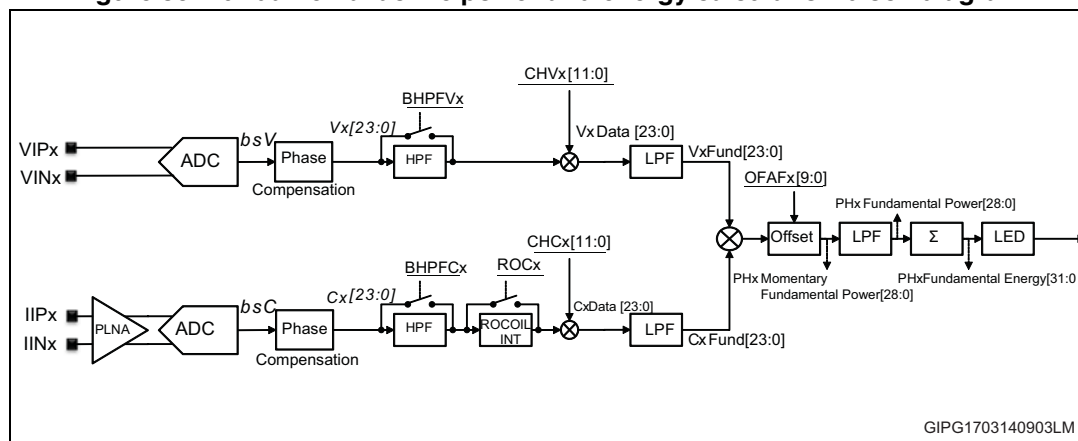 CHVx[11:0]
BHPFVx
Vx[23:0]
Vx Data [23:0]
VIPx
VINx
ADC
bsV
Phase
Compensation
HPF
LPF
VxFund[23:0]
OFAFx[9:0]
PHx Fundamental Power[28:0]
Offset
LPF
Σ
LED
PHx Momentary
Fundamental Power[28:0]
PHxFundamental Energy[31:0
CHCx[11:0]
BHPFCx
ROCx
Cx[23:0]
CxData [23:0]
IIPx
IINx
PLNA
ADC
bsC
Phase
Compensation
HPF
ROCOIL
INT
LPF
Cx Fund[23:0]
GIPG1703140903LM